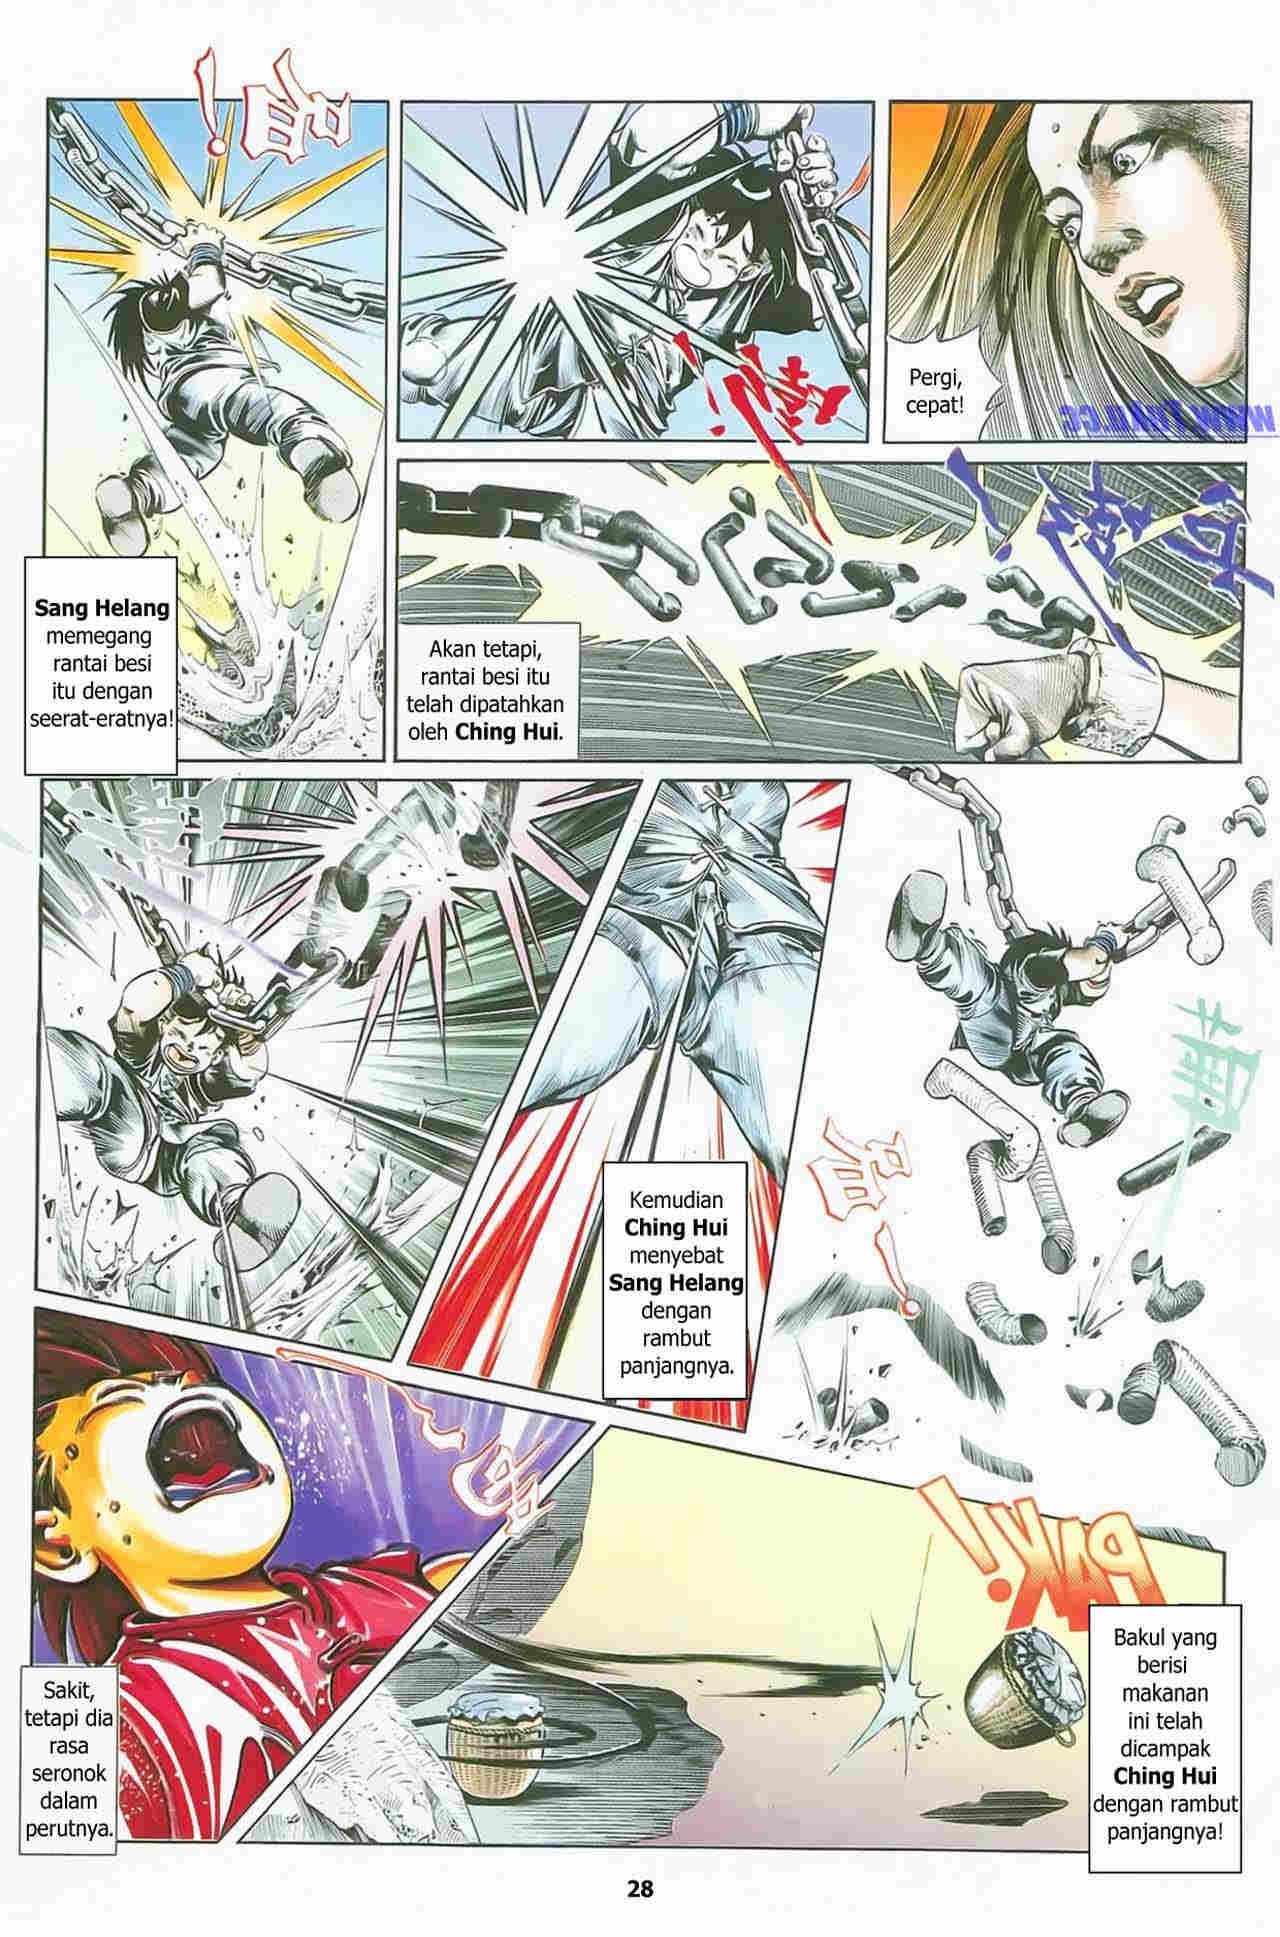 Pergi,
cepat!
Sang Helang
memegang
rantai besi
itu dengan
seerat-eratnya!
Akan tetapi,
rantai besi itu
telah dipatahkan
oleh Ching Hui.
Kemudian
Ching Hui
menyebat
Sang Helang
dengan
rambut
panjangnya.
Sakit,
tetapi dia
rasa
seronok
dalam
perutnya.
PAK!
Bakul yang
berisi
makanan
ini telah
dicampak
Ching Hui
dengan rambut
panjangnya!
28